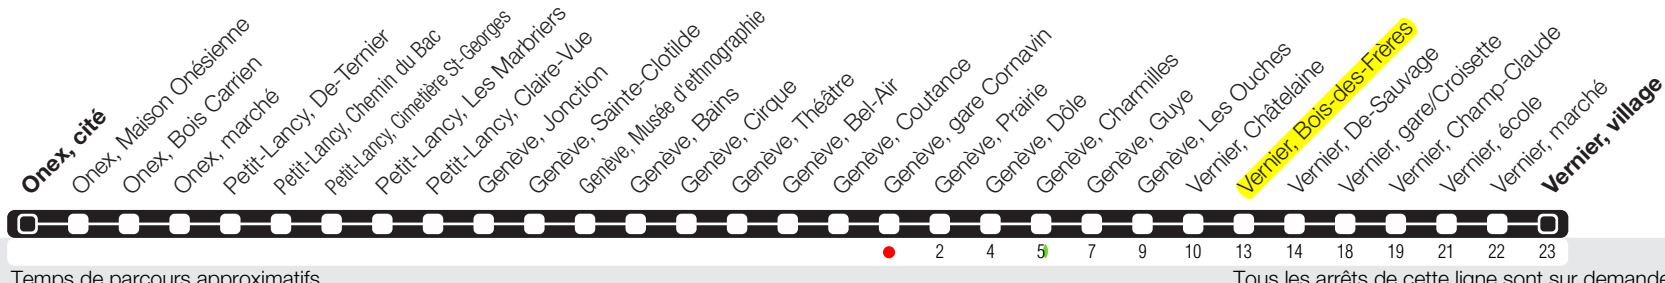 Onex, cité
Onex, Maison Onésienne
Onex, Bois Carrien
Onex, marché
Petit-Lancy, De-Ternier
Petit-Lancy, Chemin du Bac
Petit-Lancy, Cimetière St-Georges
Petit-Lancy, Les Marbriers
Petit-Lancy, Claire-Vue
Genève, Jonction
Genève, Sainte-Clotilde
Genève, Musée d'ethnographie
Genève, Bains
Genève, Cirque
Genève, Théâtre
Genève, Bel-Air
Genève, Coutance
Genève, gare Cornavin
Genève, Prairie
Genève, Dôle
Genève, Charmilles
Genève, Guye
Genève, Les Ouches
Vernier, Châtelaine
Vernier, Bois-des-Frères
Vernier, De-Sauvage
Vernier, gare/Croisette
Vernier, Champ-Claude
Vernier, école
Vernier, marché
Vernier, village
2 4 5 7 9 10 13 14 18 19 21 22 23
Temps de parcours approximatifs
Tous les arrêts de cette ligne sont sur demande